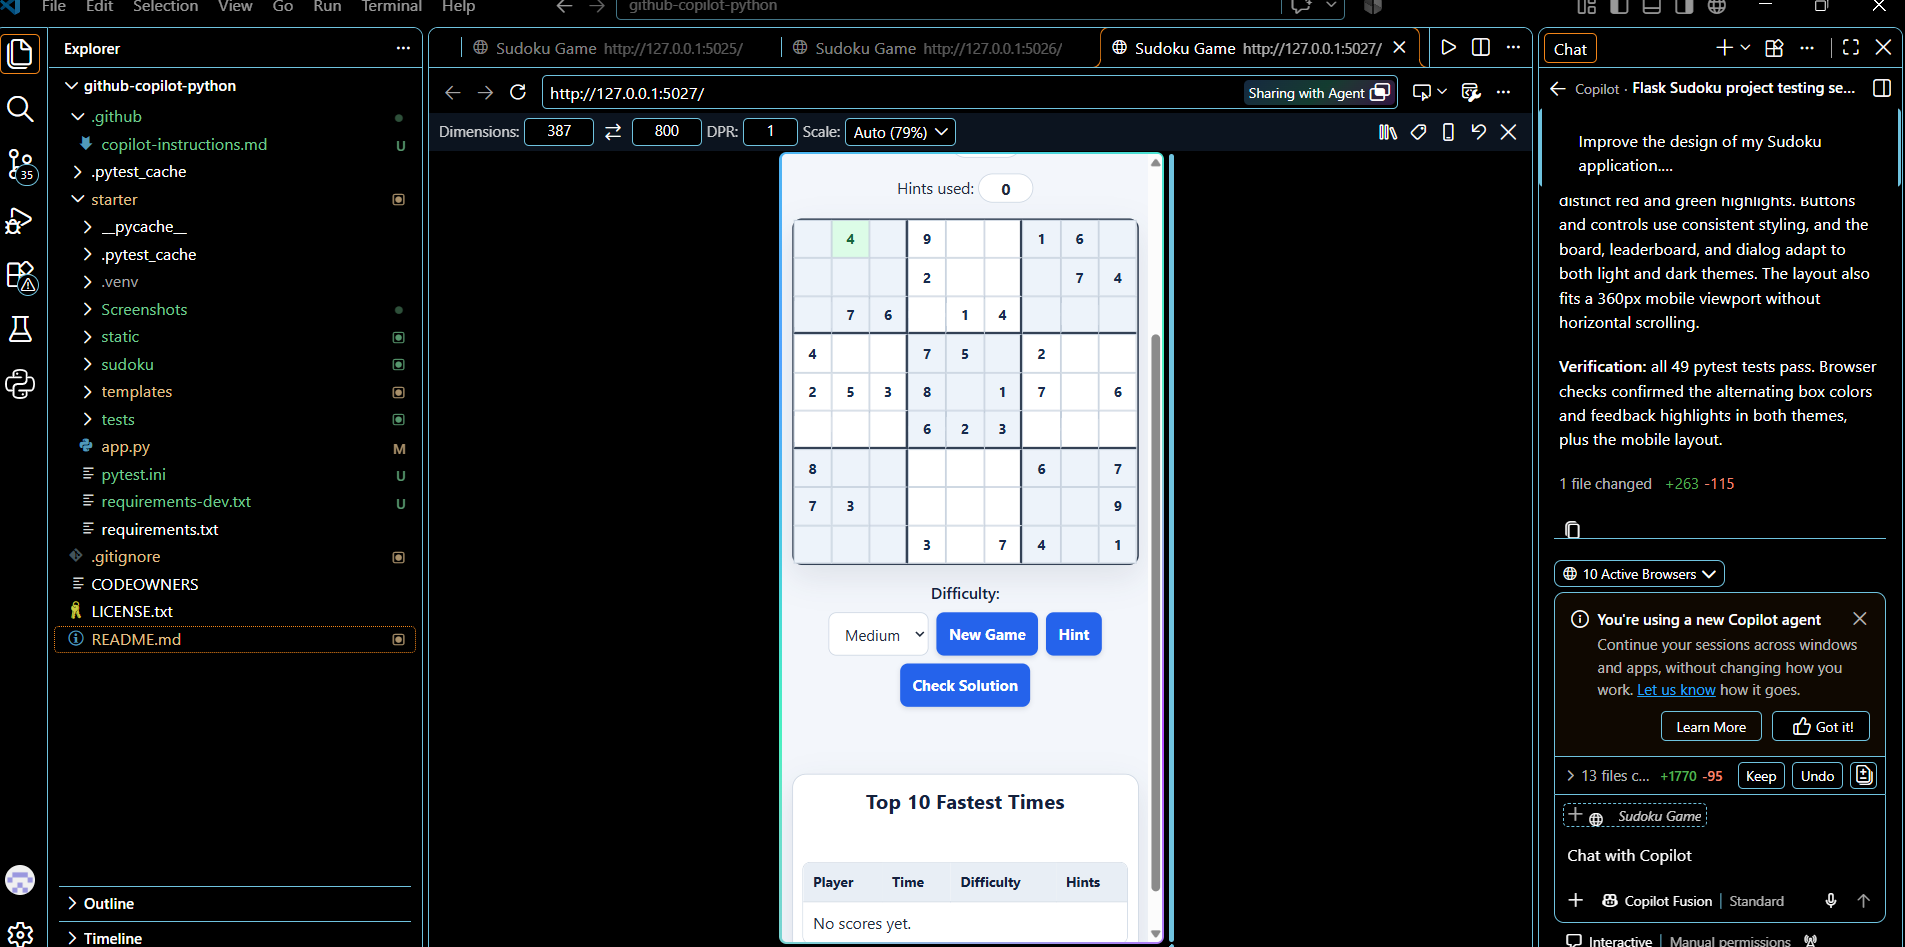 File Edit Selection View Go Run Terminal Help
github-copilot-python
Explorer
github-copilot-python
.github
copilot-instructions.md U
.pytest_cache
starter
__pycache__
.pytest_cache
.venv
Screenshots
static
sudoku
templates
tests
app.py M
pytest.ini U
requirements-dev.txt U
requirements.txt
.gitignore
CODEOWNERS
LICENSE.txt
README.md
Outline
Timeline
35
Sudoku Game http://127.0.0.1:5025/
Sudoku Game http://127.0.0.1:5026/
Sudoku Game http://127.0.0.1:5027/
http://127.0.0.1:5027/
Sharing with Agent
Dimensions: 387 800 DPR: 1 Scale: Auto (79%)
Hints used: 0
4 9 1 6
2 7 4
7 6 1 4
4 7 5 2
2 5 3 8 1 7 6
6 2 3
8 6 7
7 3 9
3 7 4 1
Difficulty:
Medium New Game Hint
Check Solution
Top 10 Fastest Times
Player Time Difficulty Hints
No scores yet.
Chat
Copilot · Flask Sudoku project testing se...
Improve the design of my Sudoku
application....
distinct red and green highlights. Buttons
and controls use consistent styling, and the
board, leaderboard, and dialog adapt to
both light and dark themes. The layout also
fits a 360px mobile viewport without
horizontal scrolling.
Verification: all 49 pytest tests pass. Browser
checks confirmed the alternating box colors
and feedback highlights in both themes,
plus the mobile layout.
1 file changed +263 -115
10 Active Browsers
You're using a new Copilot agent
Continue your sessions across windows
and apps, without changing how you
work. Let us know how it goes.
Learn More Got it!
13 files c... +1770 -95 Keep Undo
Sudoku Game
Chat with Copilot
Copilot Fusion | Standard
Interactive | Manual permissions